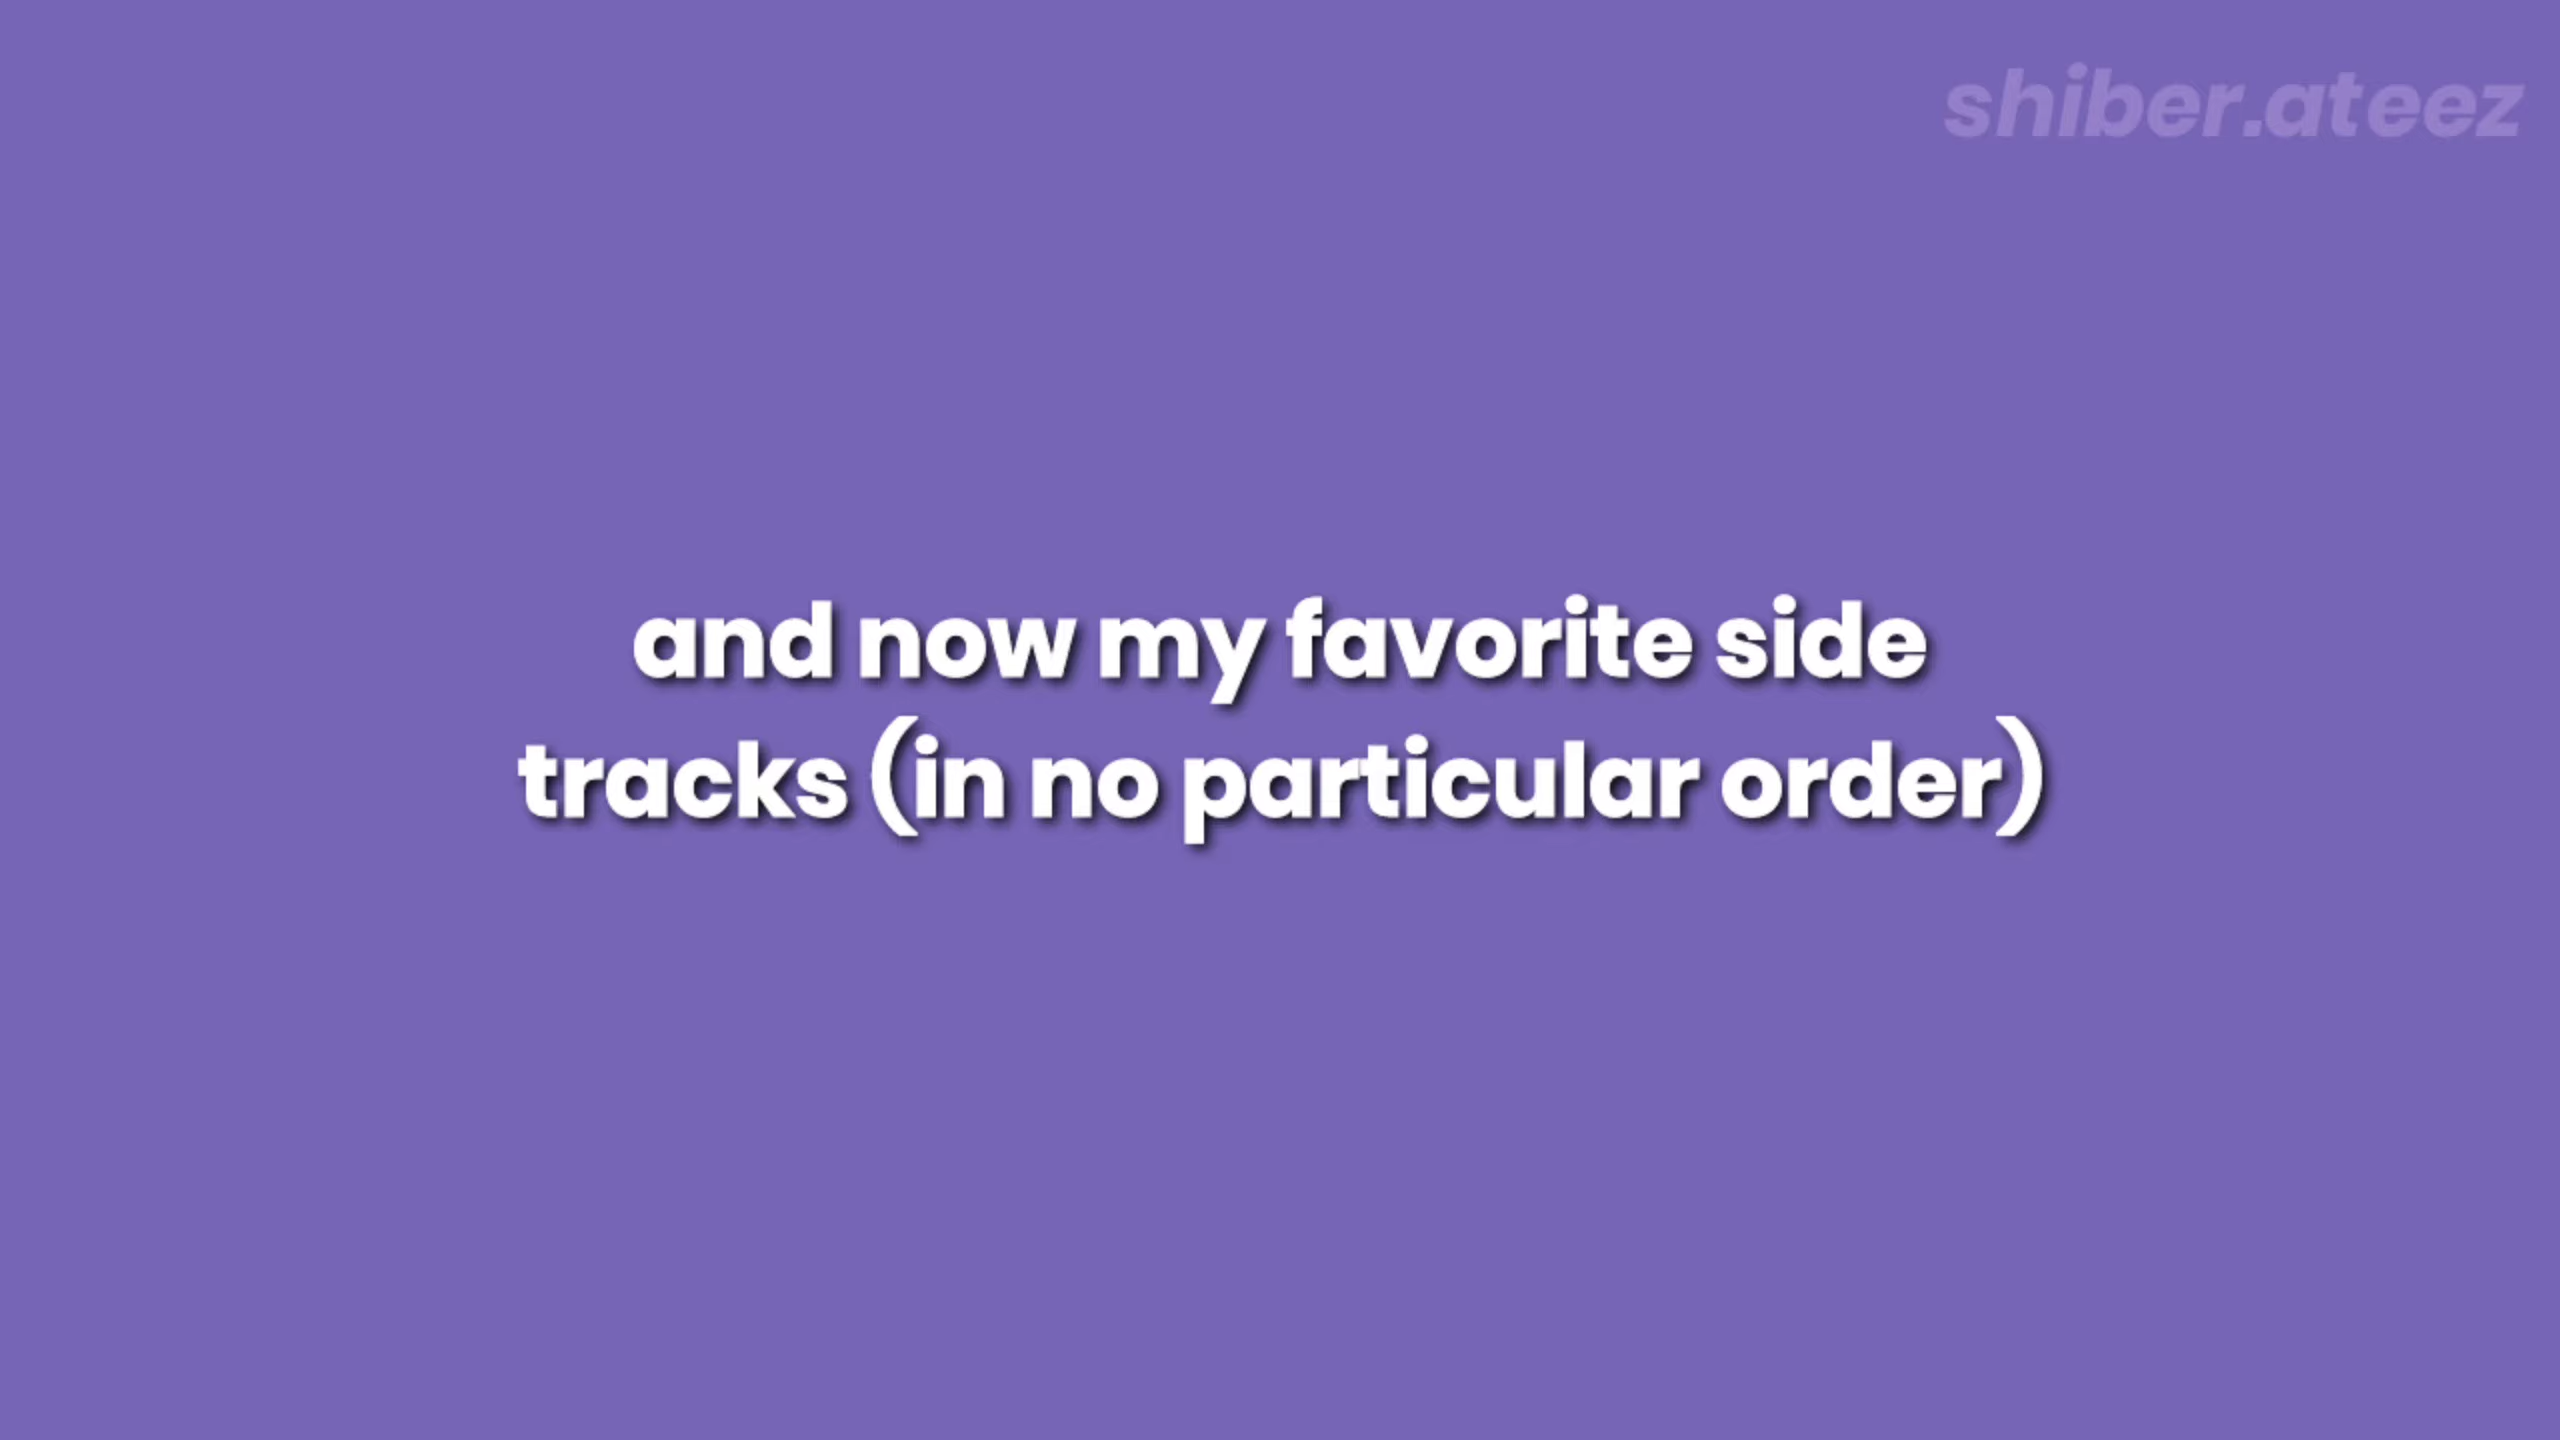 shiber.ateez
and now my favorite side
tracks (in no particular order)